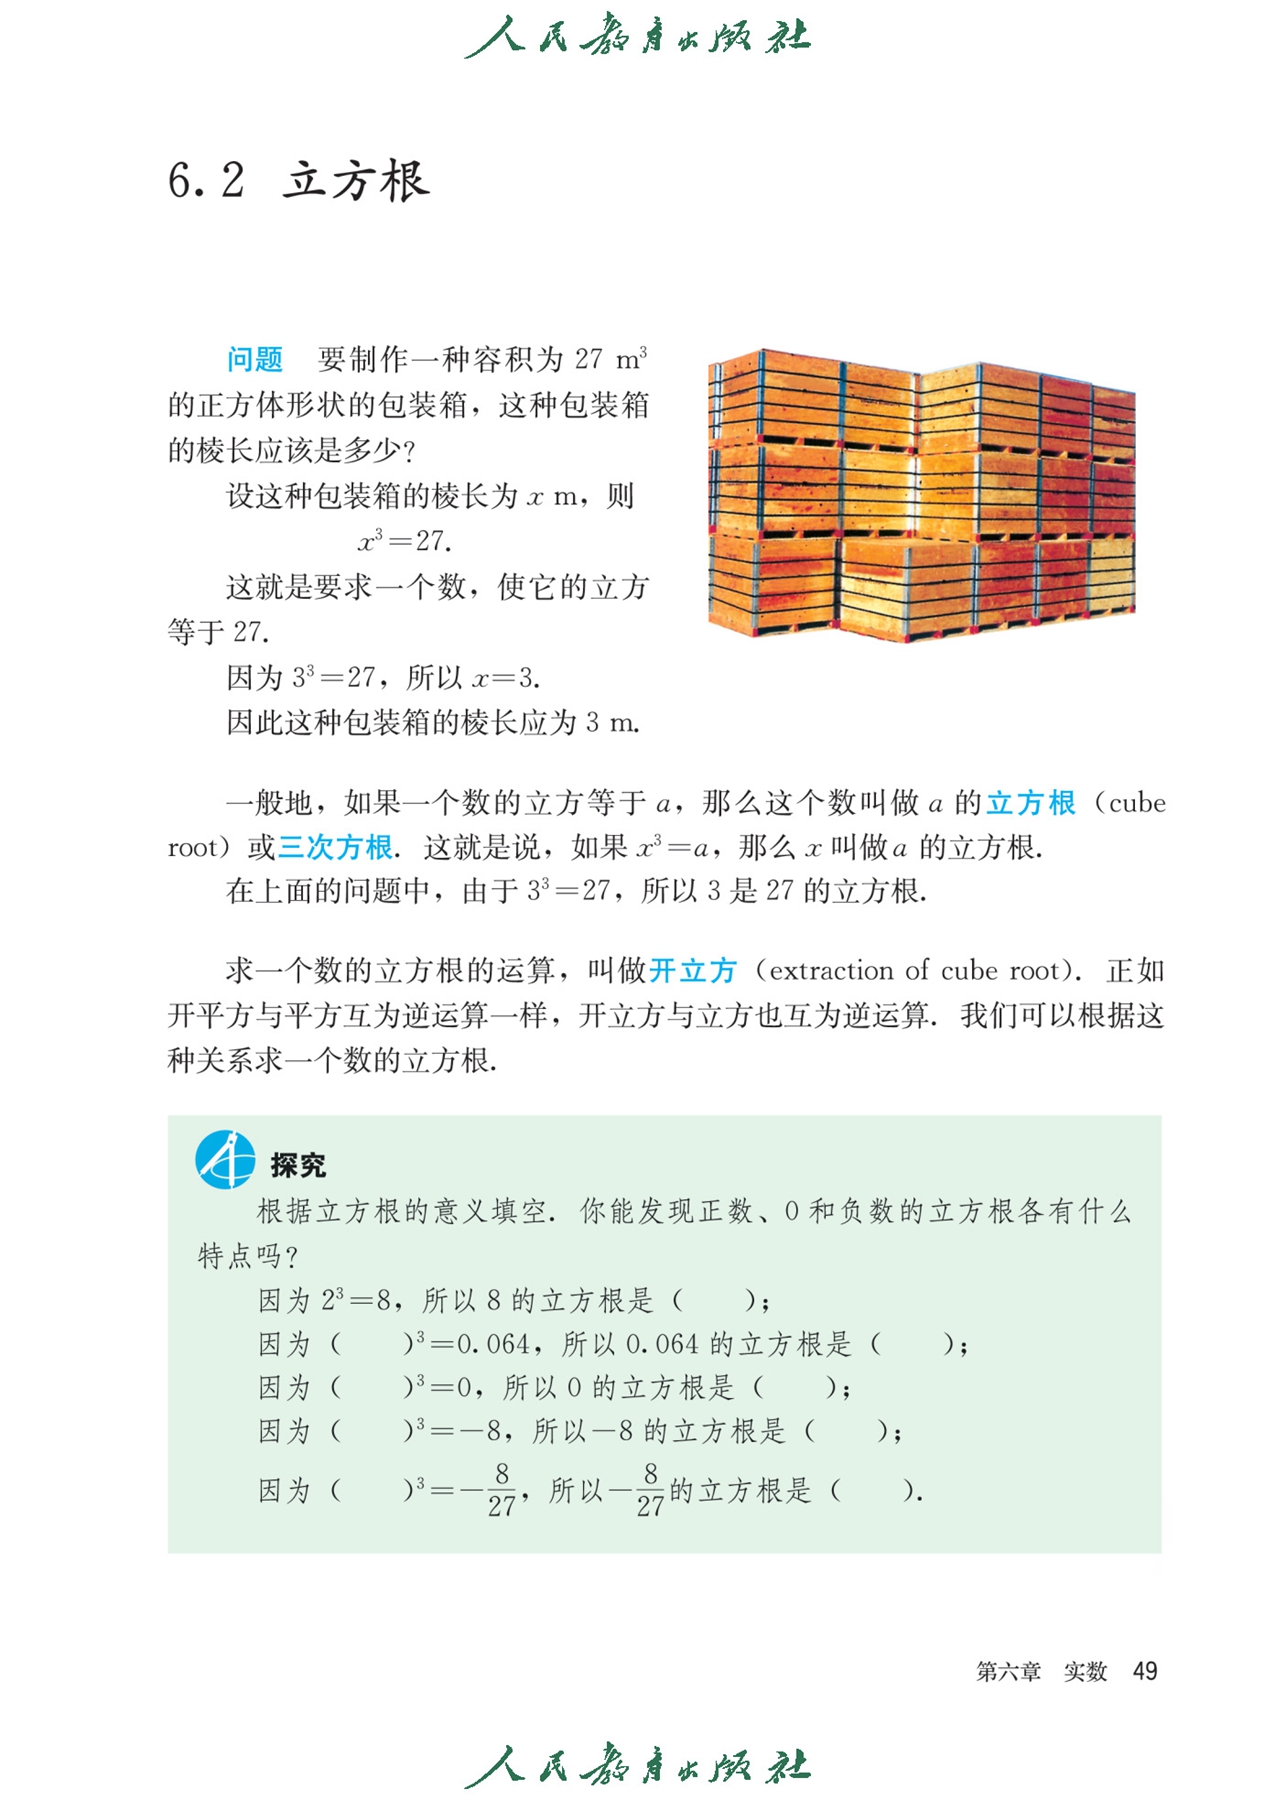 人民教育出版社
6.2 立方根
问题 要制作一种容积为 27 m³
的正方体形状的包装箱，这种包装箱
的棱长应该是多少？
设这种包装箱的棱长为 x m，则
x³＝27.
这就是要求一个数，使它的立方
等于 27.
因为 3³＝27，所以 x＝3.
因此这种包装箱的棱长应为 3 m.
一般地，如果一个数的立方等于 a，那么这个数叫做 a 的立方根（cube
root）或三次方根．这就是说，如果 x³＝a，那么 x 叫做 a 的立方根．
在上面的问题中，由于 3³＝27，所以 3 是 27 的立方根．
求一个数的立方根的运算，叫做开立方（extraction of cube root）．正如
开平方与平方互为逆运算一样，开立方与立方也互为逆运算．我们可以根据这
种关系求一个数的立方根．
探究
根据立方根的意义填空．你能发现正数、0 和负数的立方根各有什么
特点吗？
因为 2³＝8，所以 8 的立方根是（　　）；
因为（　　）³＝0.064，所以 0.064 的立方根是（　　）；
因为（　　）³＝0，所以 0 的立方根是（　　）；
因为（　　）³＝－8，所以－8 的立方根是（　　）；
因为（　　）³＝－8/27，所以－8/27的立方根是（　　）．
第六章 实数 49
人民教育出版社